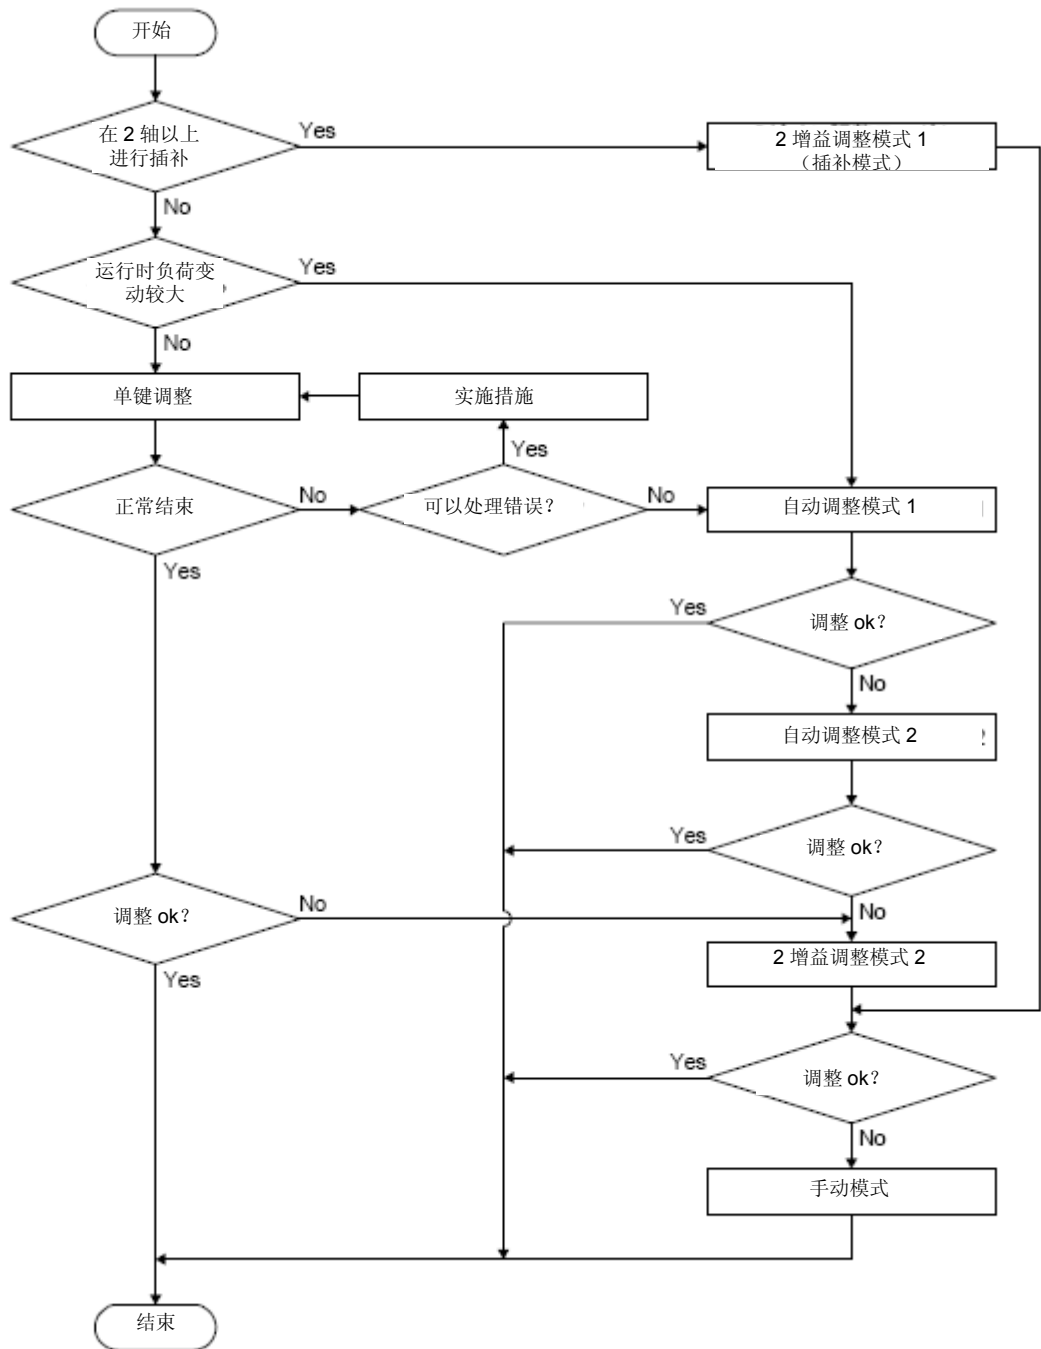 开始
在 2 轴以上
进行插补
Yes
2 增益调整模式 1
（插补模式）
No
运行时负荷变
动较大
Yes
No
单键调整
实施措施
Yes
正常结束
No
可以处理错误？
No
自动调整模式 1
Yes
Yes
调整 ok？
No
自动调整模式 2
Yes
调整 ok？
调整 ok？
No
No
2 增益调整模式 2
Yes
Yes
调整 ok？
No
手动模式
结束